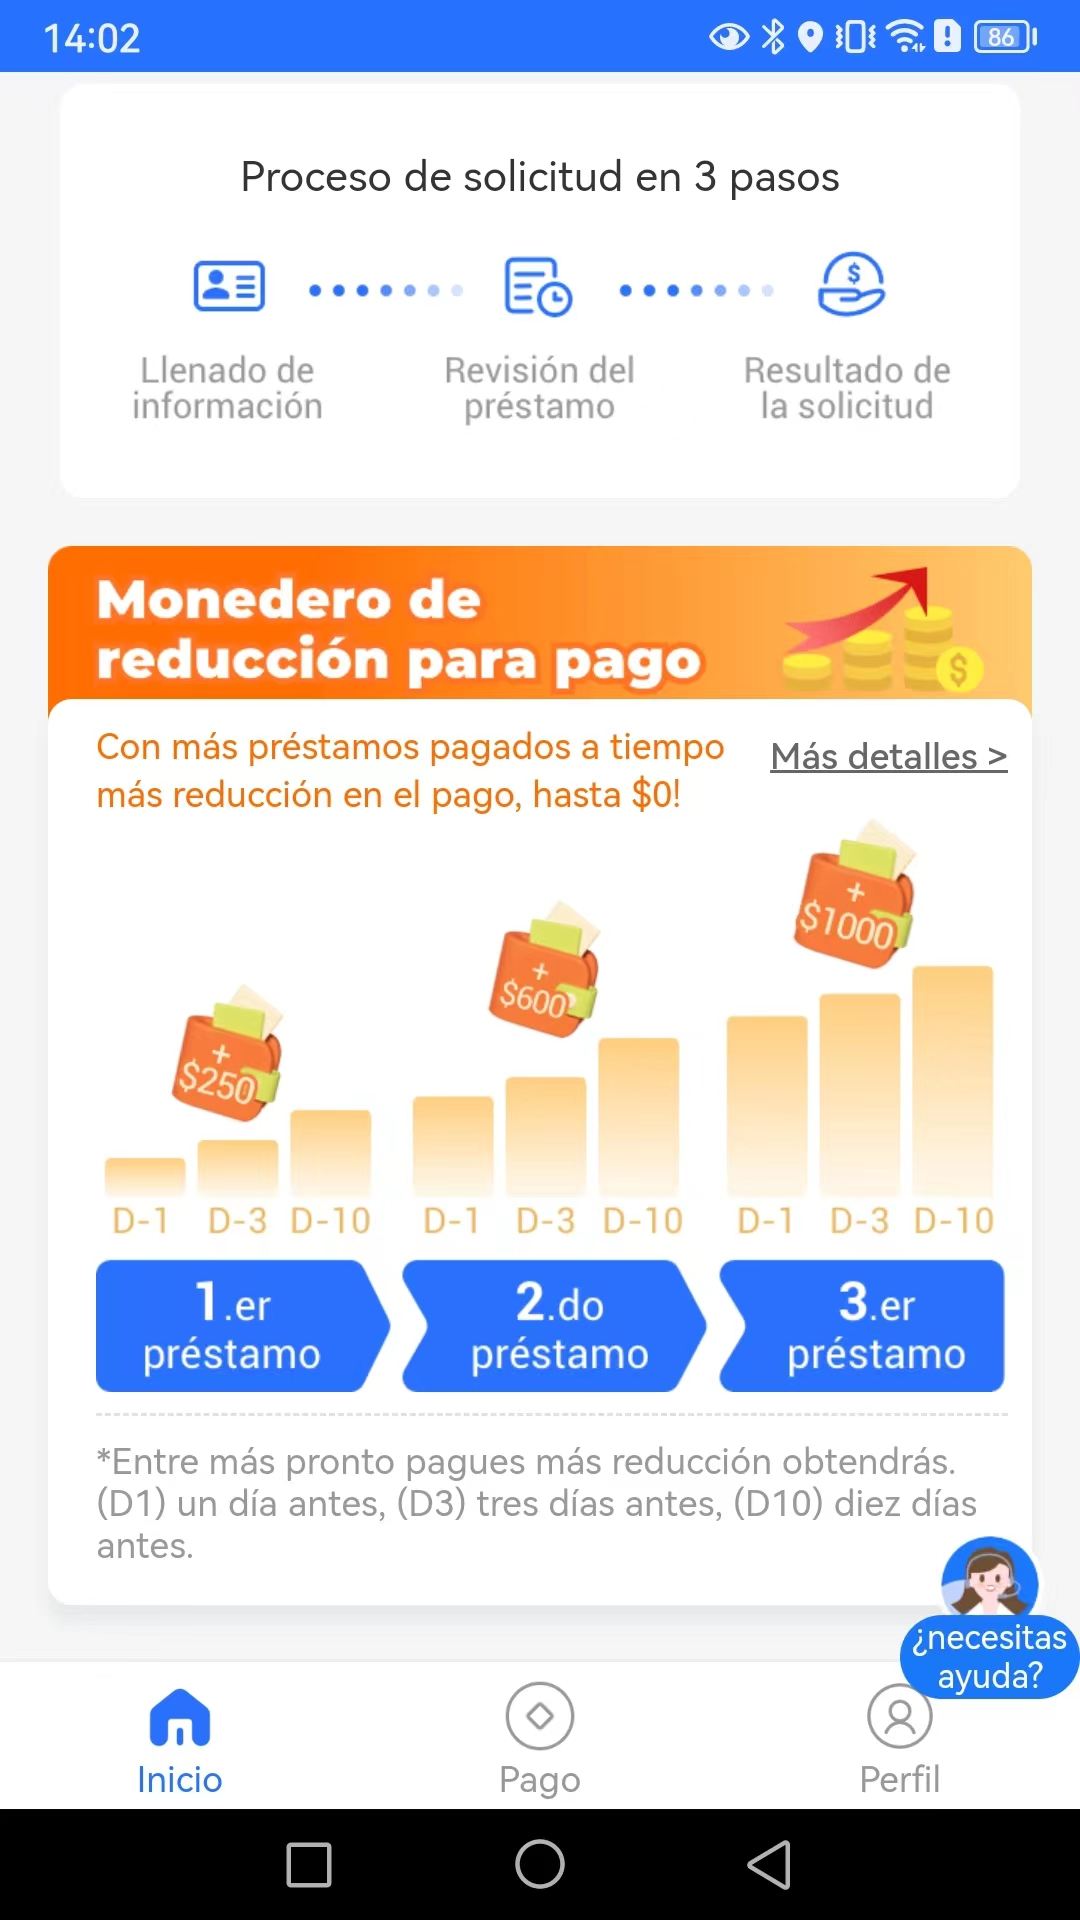 14:02
86
Proceso de solicitud en 3 pasos
$
Llenado de
información
Revisión del
préstamo
Resultado de
la solicitud
Monedero de
reducción para pago
$
Con más préstamos pagados a tiempo
más reducción en el pago, hasta $0!
Más detalles >
+
$250
+
$600
+
$1000
D-1 D-3 D-10
D-1 D-3 D-10
D-1 D-3 D-10
1.er
préstamo
2.do
préstamo
3.er
préstamo
*Entre más pronto pagues más reducción obtendrás.
(D1) un día antes, (D3) tres días antes, (D10) diez días
antes.
¿necesitas
ayuda?
Inicio
Pago
Perfil